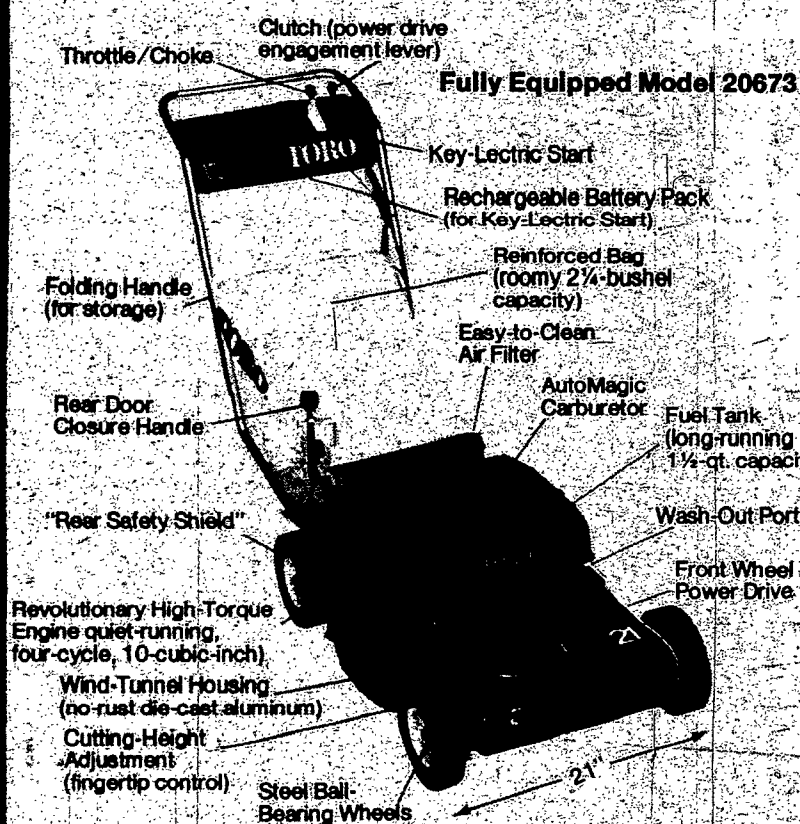 Clutch (power drive
engagement lever)
Throttle/Choke
Fully Equipped Model 20673
TORO
Key-Lectric Start
Rechargeable Battery Pack
(for Key-Lectric Start)
Reinforced Bag
(roomy 2¼-bushel
capacity)
Folding Handle
(for storage)
Easy-to-Clean
Air Filter
AutoMagic
Carburetor
Rear Door
Closure Handle
Fuel Tank
(long-running
1½-qt. capaci
"Rear Safety Shield"
Wash-Out Port
Front Wheel
Power Drive
Revolutionary High-Torque
Engine quiet-running,
four-cycle, 10-cubic-inch)
21
Wind-Tunnel Housing
(no-rust die-cast aluminum)
Cutting-Height
Adjustment
(fingertip control)
21"
Steel Ball-
Bearing Wheels